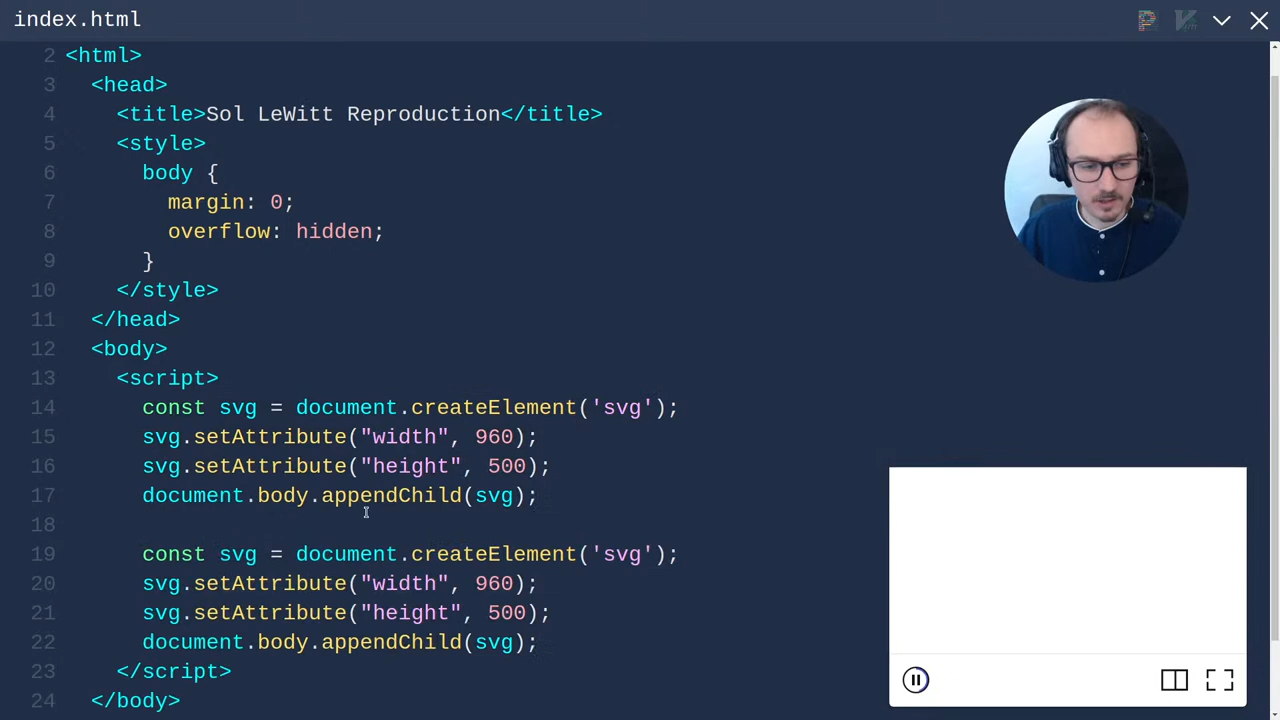 index.html
2 <html>
3 <head>
4 <title>Sol LeWitt Reproduction</title>
5 <style>
6 body {
7 margin: 0;
8 overflow: hidden;
9 }
10 </style>
11 </head>
12 <body>
13 <script>
14 const svg = document.createElement('svg');
15 svg.setAttribute("width", 960);
16 svg.setAttribute("height", 500);
17 document.body.appendChild(svg);
18
19 const svg = document.createElement('svg');
20 svg.setAttribute("width", 960);
21 svg.setAttribute("height", 500);
22 document.body.appendChild(svg);
23 </script>
24 </body>